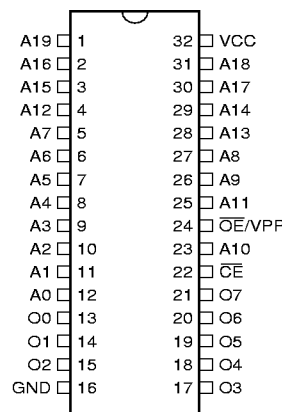 A19 1 32 VCC
A16 2 31 A18
A15 3 30 A17
A12 4 29 A14
A7 5 28 A13
A6 6 27 A8
A5 7 26 A9
A4 8 25 A11
A3 9 24 O̅E̅/VPP
A2 10 23 A10
A1 11 22 C̅E̅
A0 12 21 O7
O0 13 20 O6
O1 14 19 O5
O2 15 18 O4
GND 16 17 O3